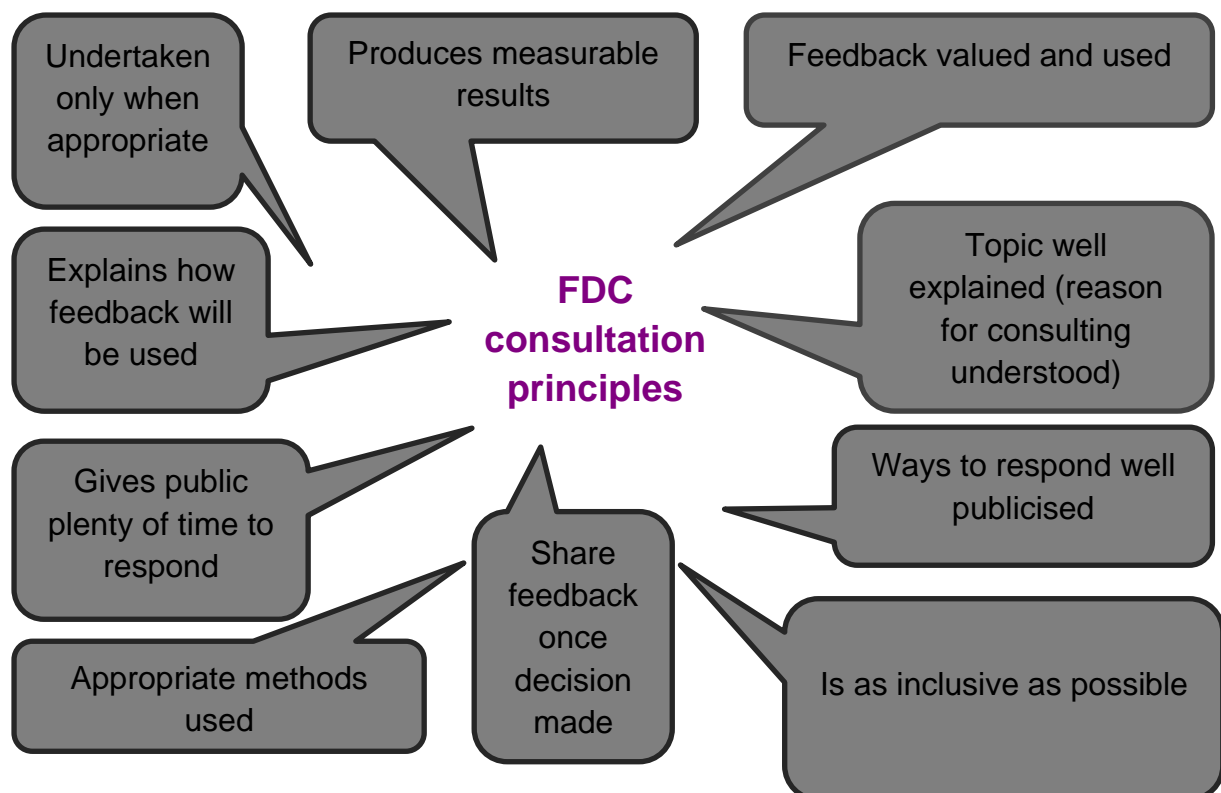 Undertaken
only when
appropriate
Produces measurable
results
Feedback valued and used
Explains how
feedback will
be used
FDC
consultation
principles
Topic well
explained (reason
for consulting
understood)
Gives public
plenty of time to
respond
Share
feedback
once
decision
made
Ways to respond well
publicised
Appropriate methods
used
Is as inclusive as possible